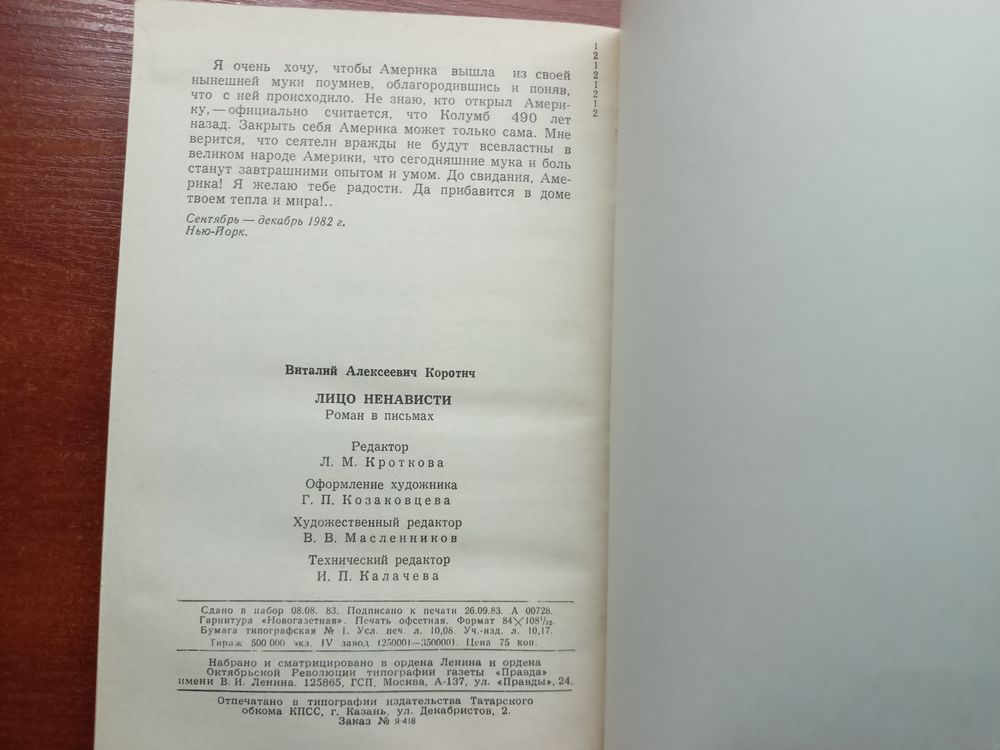 Я очень хочу, чтобы Америка вышла из своей
нынешней муки поумнев, облагородившись и поняв,
что с ней происходило. Не знаю, кто открыл Амери-
ку,—официально считается, что Колумб 490 лет
назад. Закрыть себя Америка может только сама. Мне
верится, что сеятели вражды не будут всевластны в
великом народе Америки, что сегодняшние мука и боль
станут завтрашними опытом и умом. До свидания, Аме-
рика! Я желаю тебе радости. Да прибавится в доме
твоем тепла и мира!..
Сентябрь — декабрь 1982 г.
Нью-Йорк.
1
2
1
2
1
2
1
2
Виталий Алексеевич Коротич
ЛИЦО НЕНАВИСТИ
Роман в письмах
Редактор
Л. М. Кроткова
Оформление художника
Г. П. Козаковцева
Художественный редактор
В. В. Масленников
Технический редактор
И. П. Калачева
Сдано в набор 08.08. 83. Подписано к печати 26.09.83. А 00728.
Гарнитура «Новогазетная». Печать офсетная. Формат 84×108¹/₃₂.
Бумага типографская № 1. Усл. печ. л. 10,08. Уч.-изд. л. 10,17.
Тираж 500 000 экз. IV завод (250001—350000). Цена 75 коп.
Набрано и сматрицировано в ордена Ленина и ордена
Октябрьской Революции типографии газеты «Правда»
имени В. И. Ленина. 125865, ГСП, Москва, А-137, ул. «Правды», 24.
Отпечатано в типографии издательства Татарского
обкома КПСС, г. Казань, ул. Декабристов, 2.
Заказ № Я-418